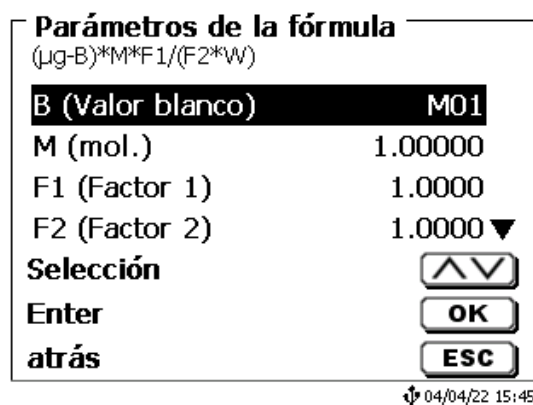 Parámetros de la fórmula
(µg-B)*M*F1/(F2*W)
B (Valor blanco) M01
M (mol.) 1.00000
F1 (Factor 1) 1.0000
F2 (Factor 2) 1.0000
Selección
Enter OK
atrás ESC
04/04/22 15:45